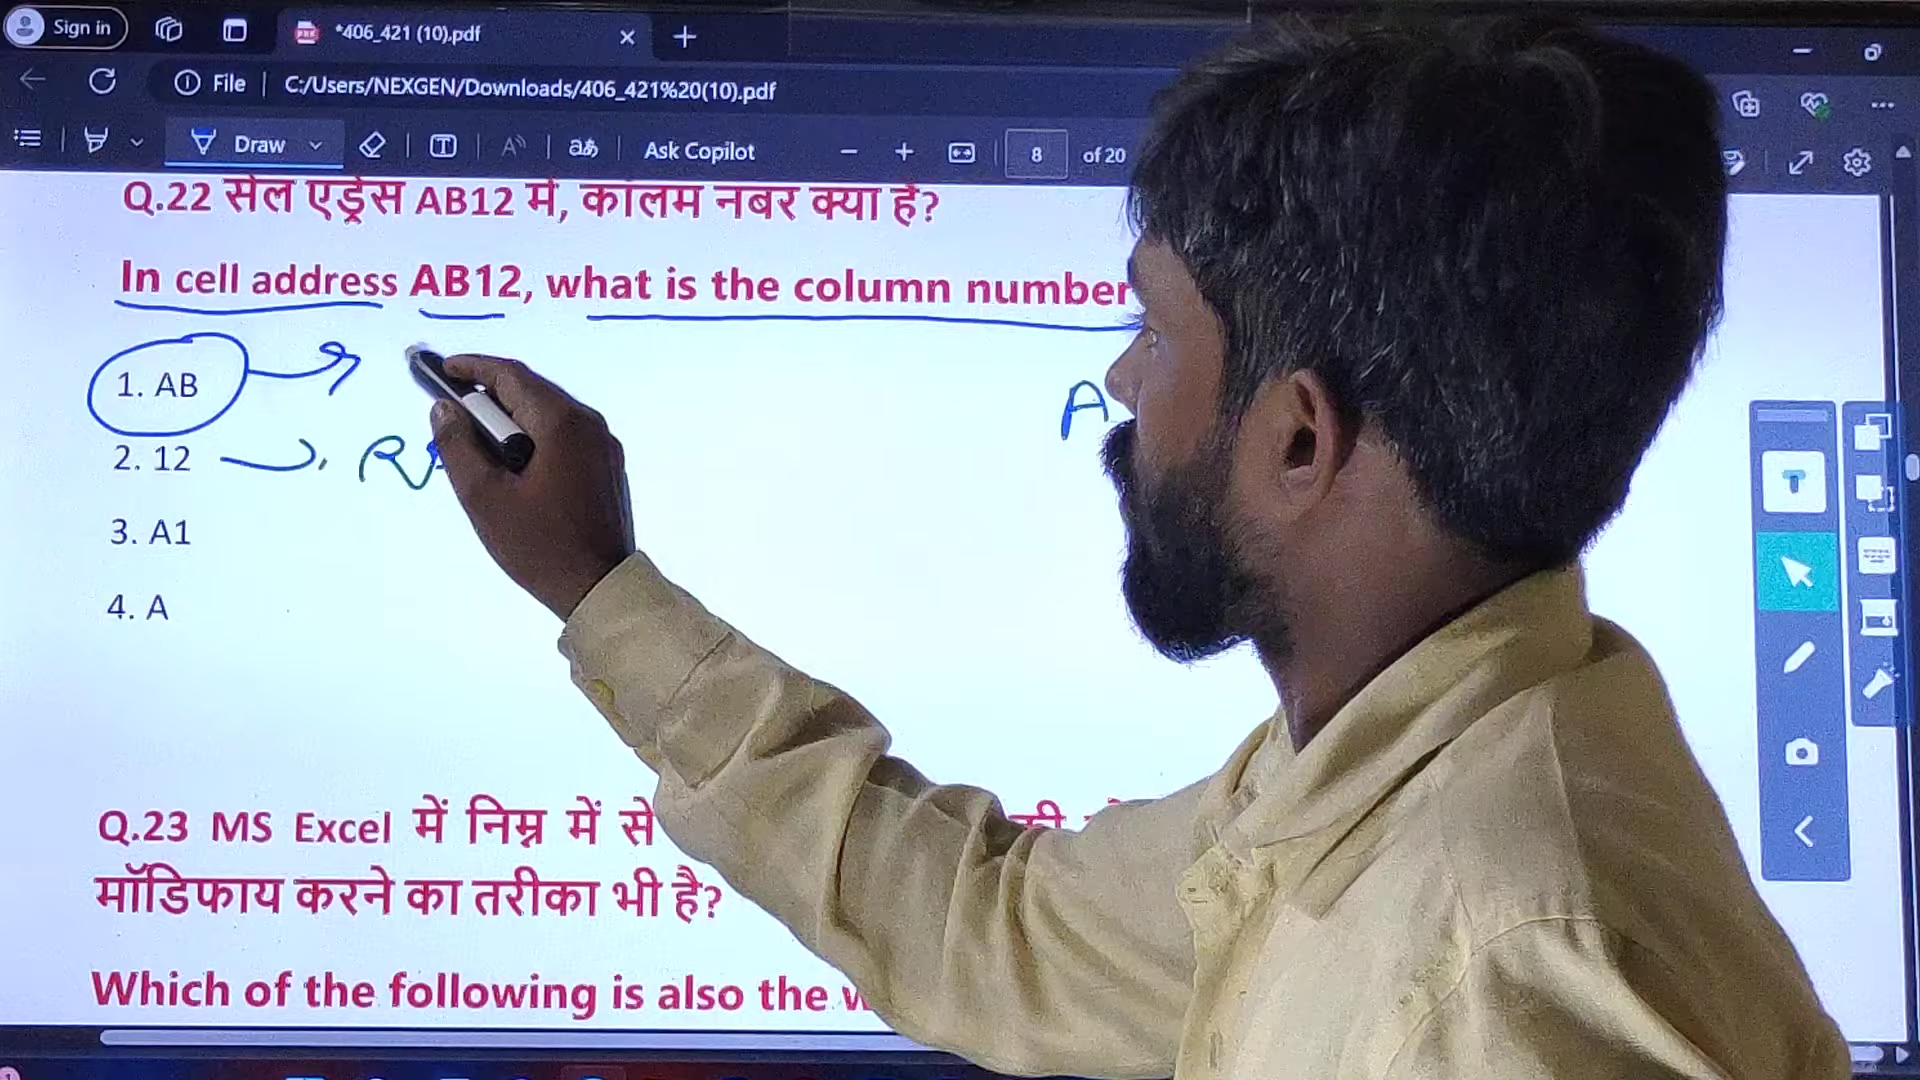 Sign in
*406_421 (10).pdf
File
C:/Users/NEXGEN/Downloads/406_421%20(10).pdf
Draw
Ask Copilot
8
of 20
Q.22 सेल एड्रेस AB12 में, कॉलम नंबर क्या है?
In cell address AB12, what is the column number
1. AB
A
2. 12
3. A1
4. A
Q.23 MS Excel में निम्न में से
मॉडिफाय करने का तरीका भी है?
Which of the following is also the